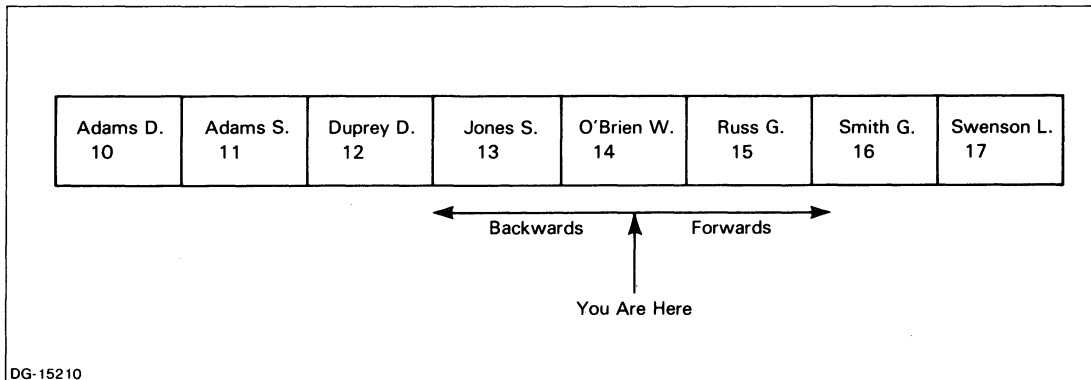 Adams D. Adams S. Duprey D. Jones S. O'Brien W. Russ G. Smith G. Swenson L.
10 11 12 13 14 15 16 17
Backwards Forwards
You Are Here
DG-15210